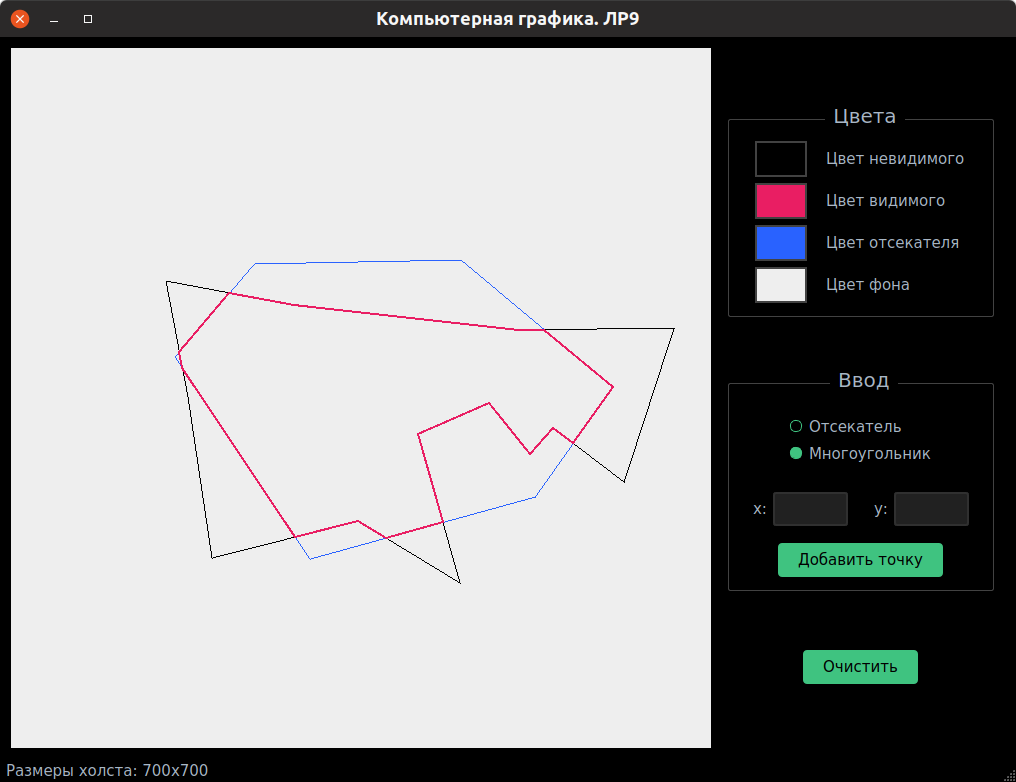 Компьютерная графика. ЛР9
Цвета
Цвет невидимого
Цвет видимого
Цвет отсекателя
Цвет фона
Ввод
Отсекатель
Многоугольник
x: y:
Добавить точку
Очистить
Размеры холста: 700x700